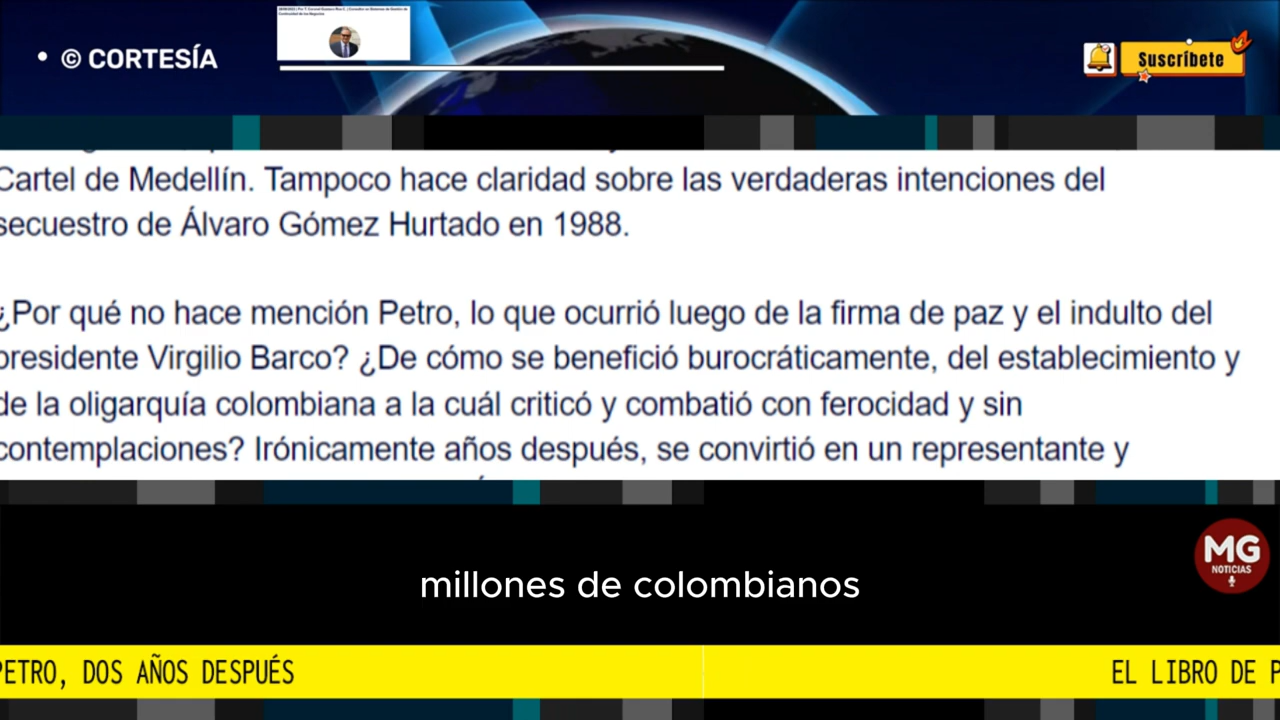 • © CORTESÍA
Suscríbete
Cartel de Medellín. Tampoco hace claridad sobre las verdaderas intenciones del
secuestro de Álvaro Gómez Hurtado en 1988.
¿Por qué no hace mención Petro, lo que ocurrió luego de la firma de paz y el indulto del
presidente Virgilio Barco? ¿De cómo se benefició burocráticamente, del establecimiento y
de la oligarquía colombiana a la cuál criticó y combatió con ferocidad y sin
contemplaciones? Irónicamente años después, se convirtió en un representante y
MG
NOTICIAS
millones de colombianos
PETRO, DOS AÑOS DESPUÉS
EL LIBRO DE P